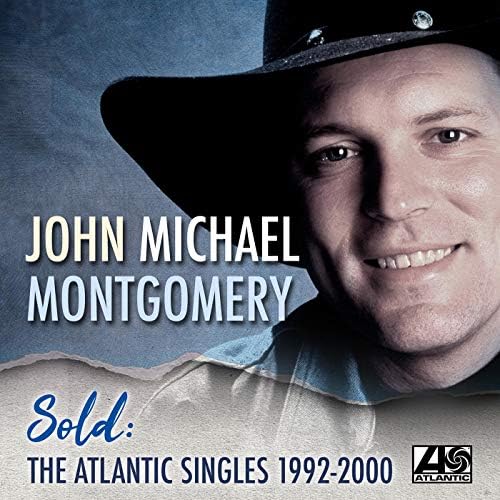 JOHN MICHAEL
MONTGOMERY
Sold:
THE ATLANTIC SINGLES 1992-2000
ATLANTIC